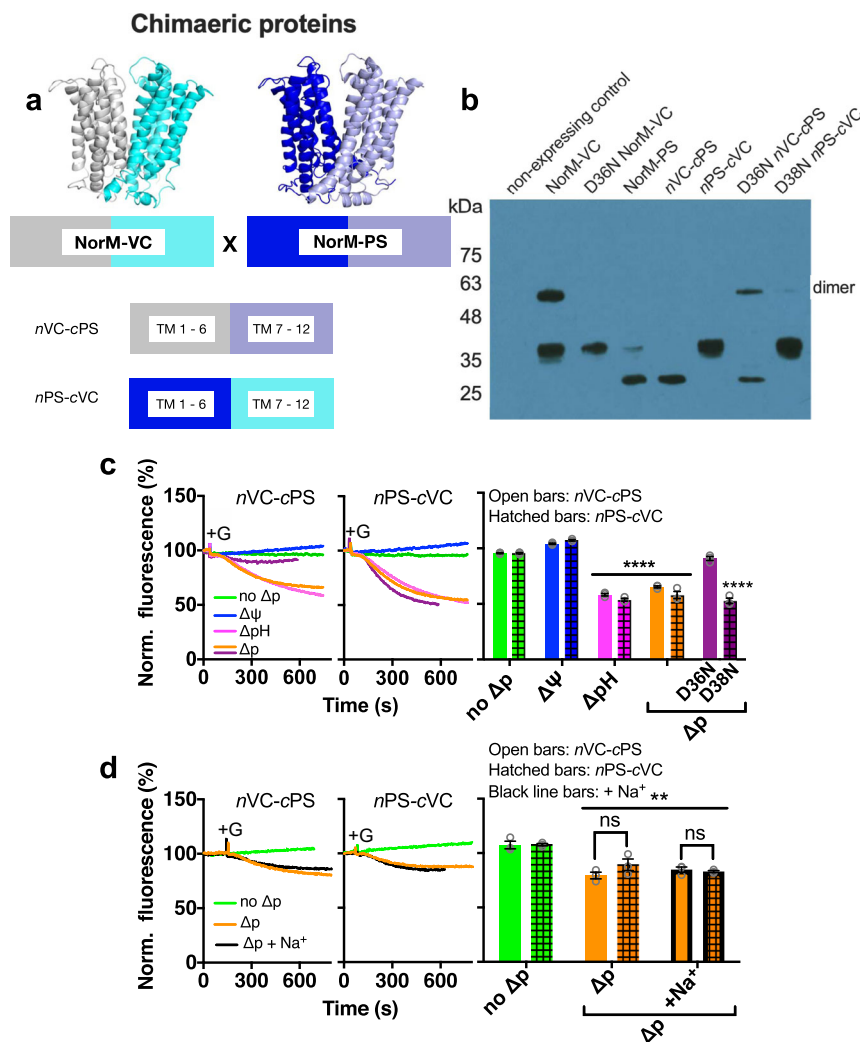 Chimaeric proteins
a
NorM-VC
X
NorM-PS
nVC-cPS
TM 1 - 6
TM 7 - 12
nPS-cVC
TM 1 - 6
TM 7 - 12
b
non-expressing control
NorM-VC
D36N NorM-VC
NorM-PS
nVC-cPS
nPS-cVC
D36N nVC-cPS
D38N nPS-cVC
kDa
75
63
dimer
48
35
25
c
Norm. fluorescence (%)
150
100
50
0
nVC-cPS
+G
no Δp
Δψ
ΔpH
Δp
0 300 600
nPS-cVC
+G
0 300 600
Time (s)
Open bars: nVC-cPS
Hatched bars: nPS-cVC
****
****
no Δp
Δψ
ΔpH
D36N
D38N
Δp
d
Norm. fluorescence (%)
150
100
50
0
nVC-cPS
+G
no Δp
Δp
Δp + Na⁺
0 300 600
nPS-cVC
+G
0 300 600
Time (s)
Open bars: nVC-cPS
Hatched bars: nPS-cVC
Black line bars: + Na⁺
**
ns
ns
no Δp
Δp
+Na⁺
Δp